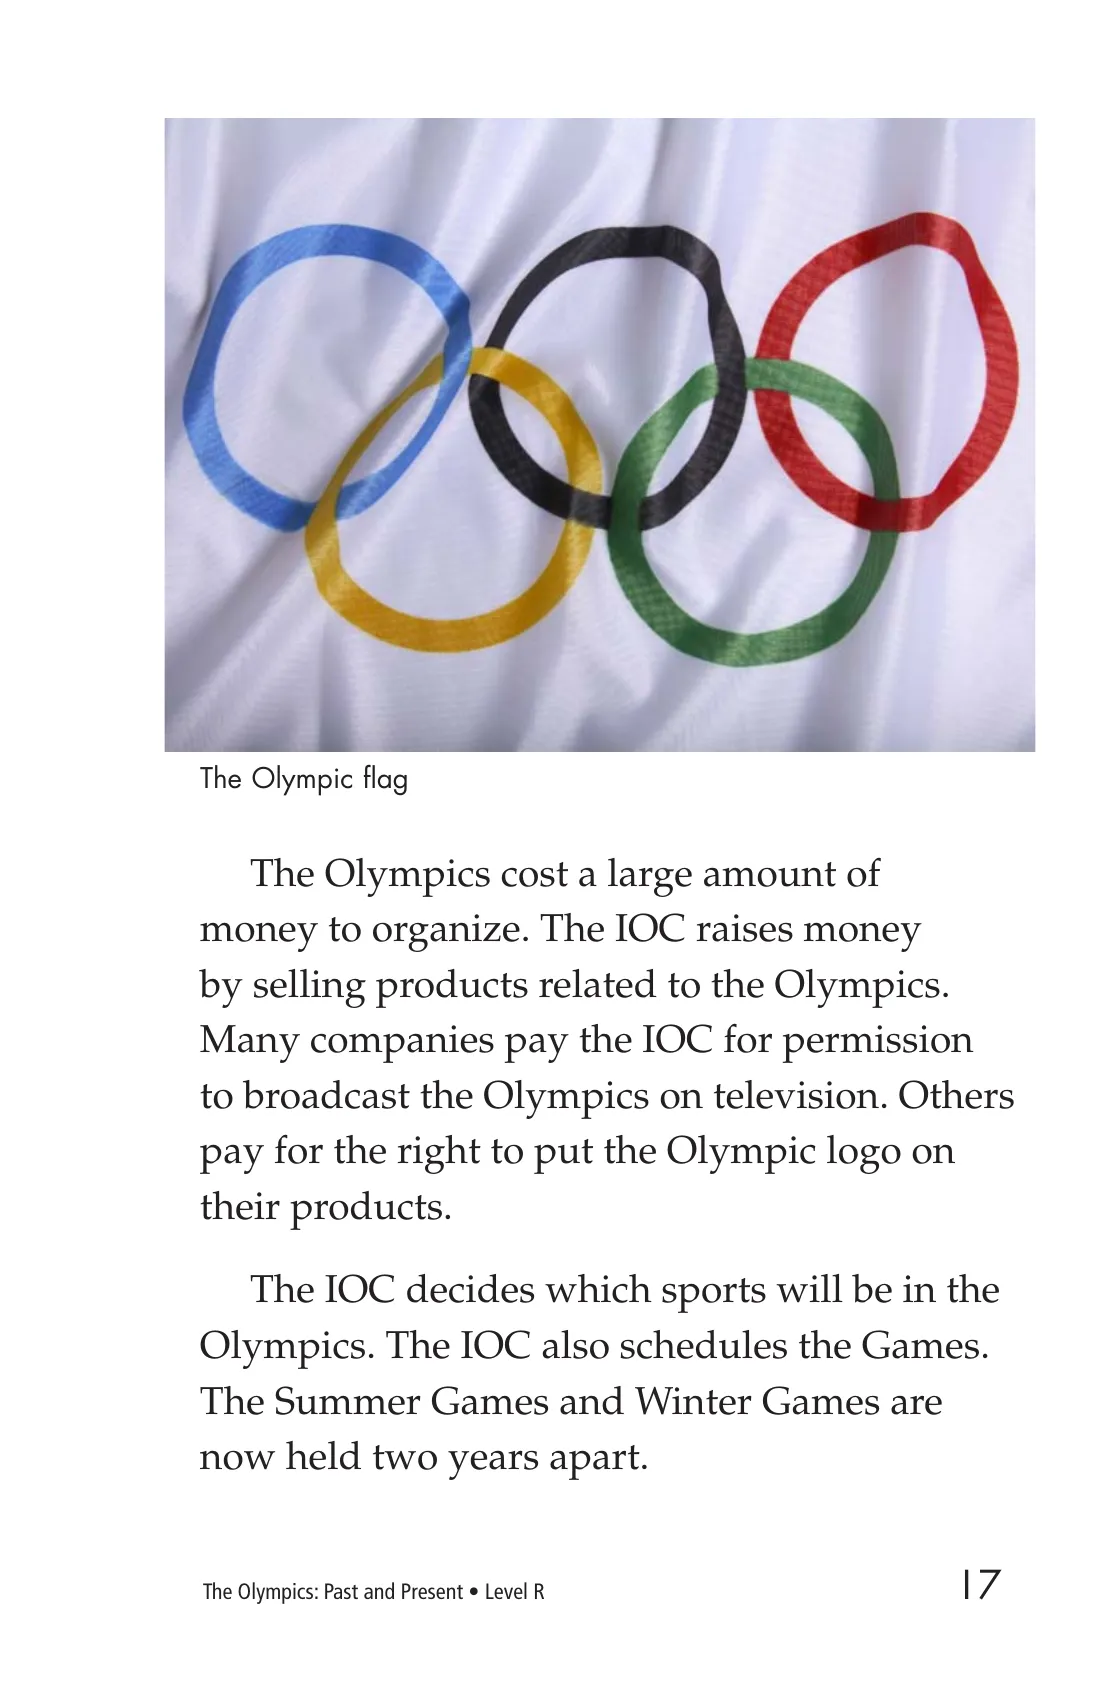 The Olympic flag
The Olympics cost a large amount of
money to organize. The IOC raises money
by selling products related to the Olympics.
Many companies pay the IOC for permission
to broadcast the Olympics on television. Others
pay for the right to put the Olympic logo on
their products.
The IOC decides which sports will be in the
Olympics. The IOC also schedules the Games.
The Summer Games and Winter Games are
now held two years apart.
The Olympics: Past and Present • Level R
17